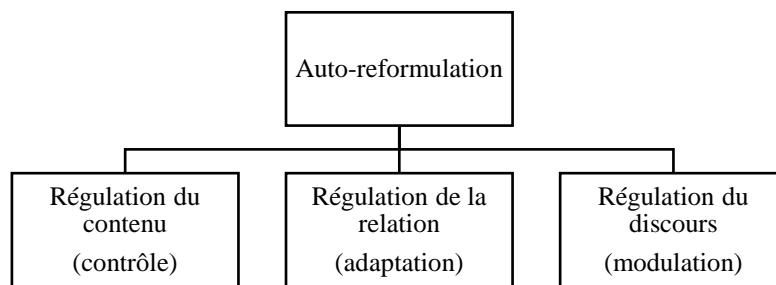 Auto-reformulation
Régulation du
contenu
(contrôle)
Régulation de la
relation
(adaptation)
Régulation du
discours
(modulation)